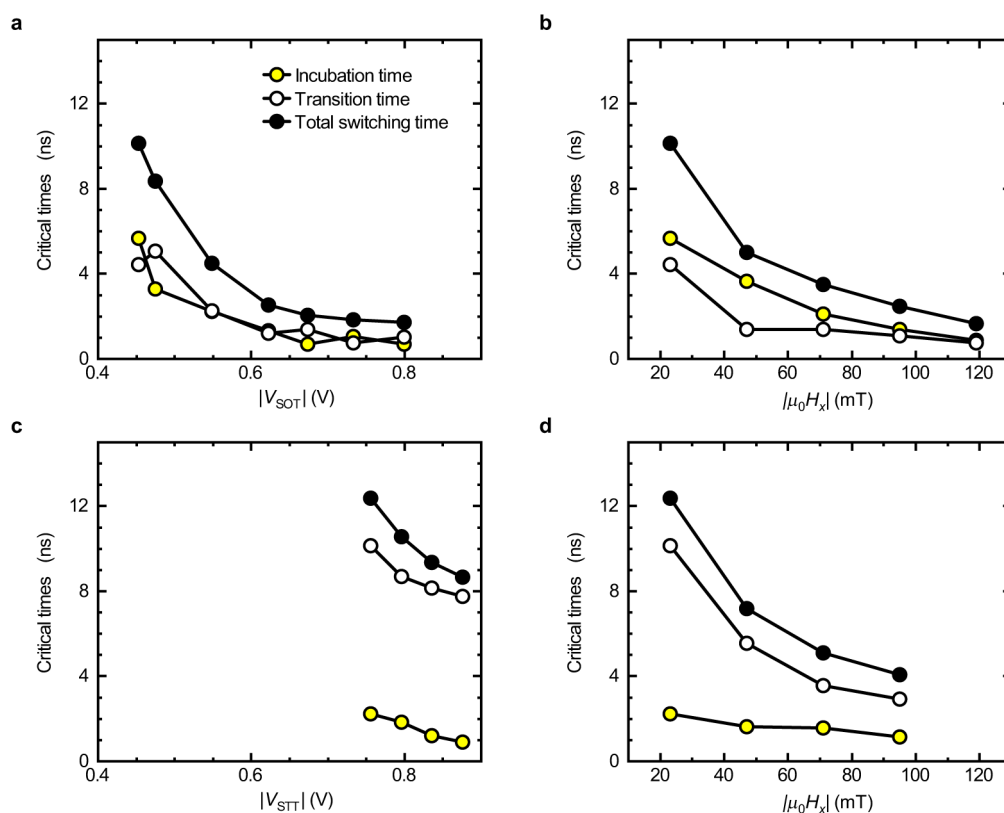 a
b
12
8
4
0
Critical times (ns)
Incubation time
Transition time
Total switching time
0.4 0.6 0.8
|V_SOT| (V)
12
8
4
0
Critical times (ns)
20 40 60 80 100 120
|μ₀Hₓ| (mT)
c
d
12
8
4
0
Critical times (ns)
0.4 0.6 0.8
|V_STT| (V)
12
8
4
0
Critical times (ns)
20 40 60 80 100 120
|μ₀Hₓ| (mT)